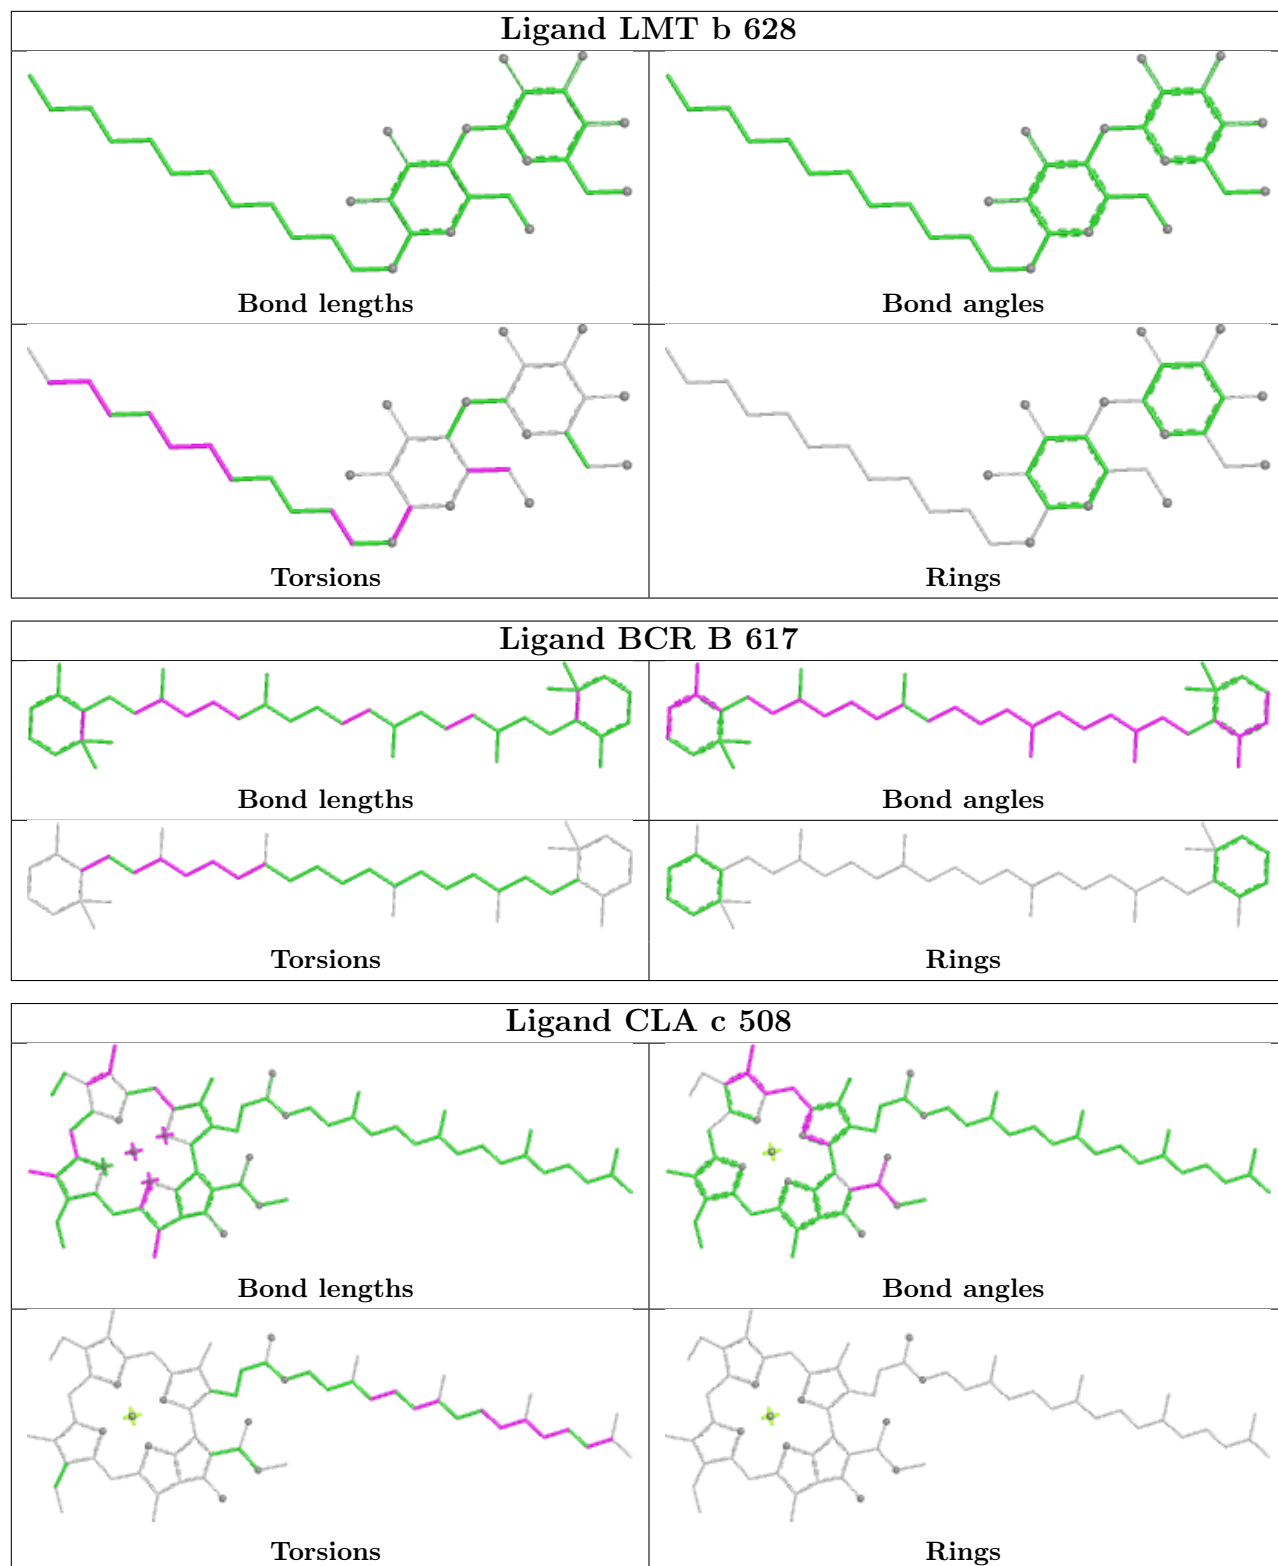 Ligand LMT b 628
Bond lengths
Bond angles
Torsions
Rings
Ligand BCR B 617
Bond lengths
Bond angles
Torsions
Rings
Ligand CLA c 508
Bond lengths
Bond angles
Torsions
Rings